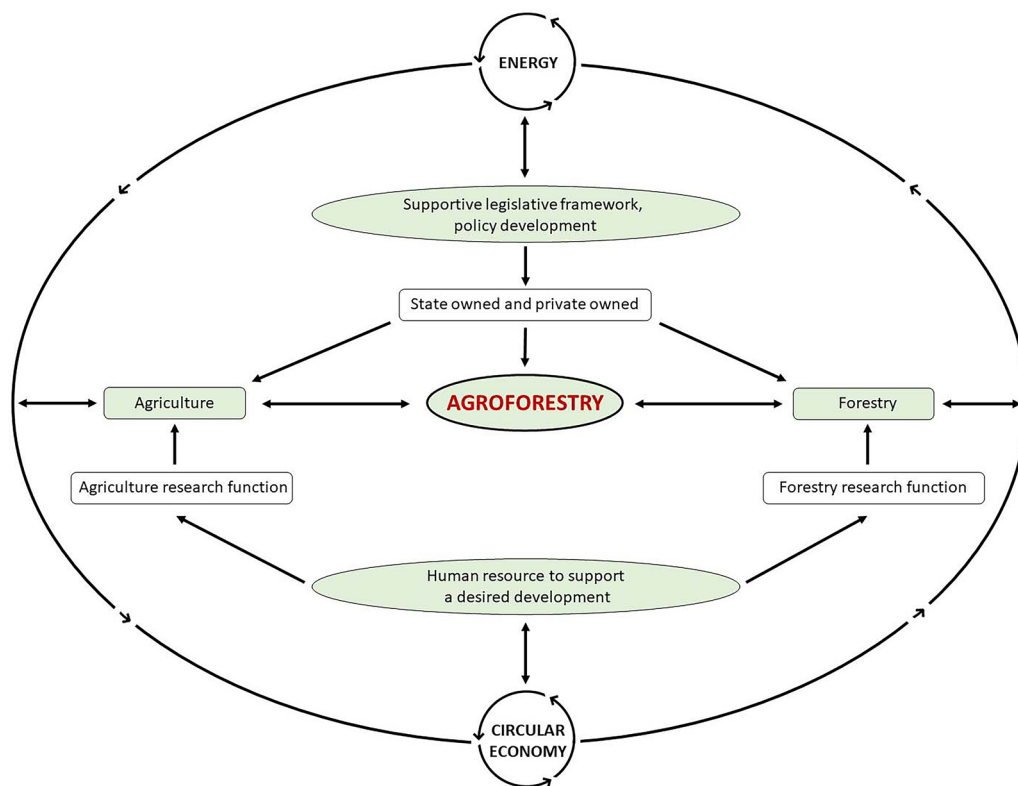 ENERGY
Supportive legislative framework,
policy development
State owned and private owned
Agriculture
AGROFORESTRY
Forestry
Agriculture research function
Forestry research function
Human resource to support
a desired development
CIRCULAR
ECONOMY